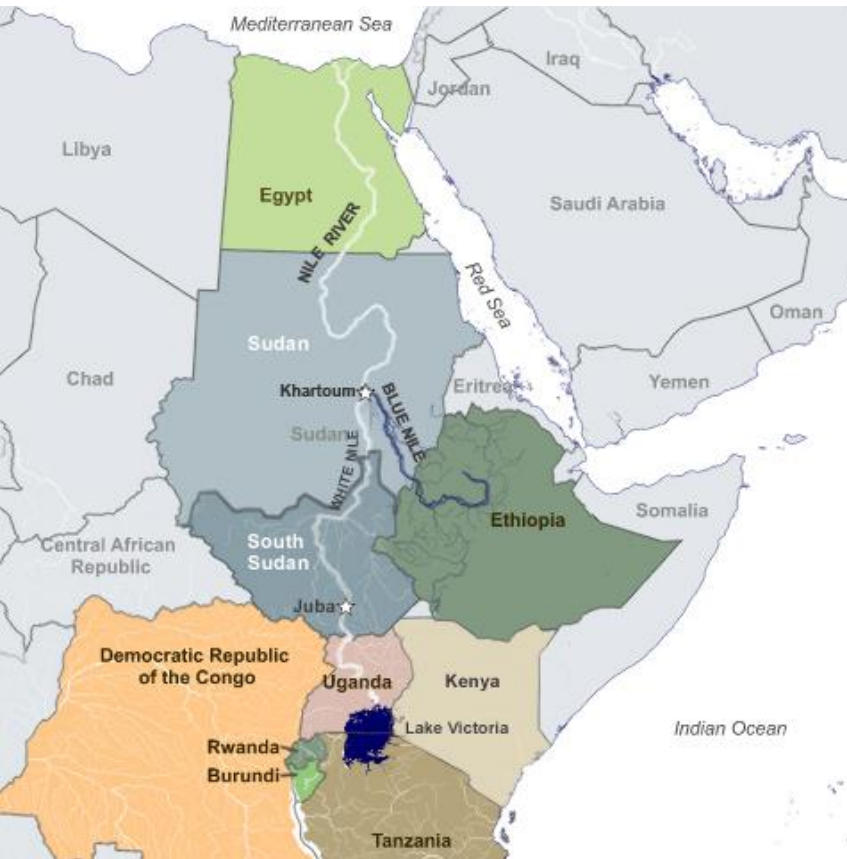 Mediterranean Sea
Iraq
Jordan
Libya
Egypt
Saudi Arabia
NILE RIVER
Red Sea
Oman
Sudan
Chad
Khartoum
BLUE NILE
Eritrea
Yemen
Sudan
WHITE NILE
Ethiopia
Somalia
Central African
Republic
South
Sudan
Juba
Democratic Republic
of the Congo
Uganda
Kenya
Lake Victoria
Indian Ocean
Rwanda
Burundi
Tanzania